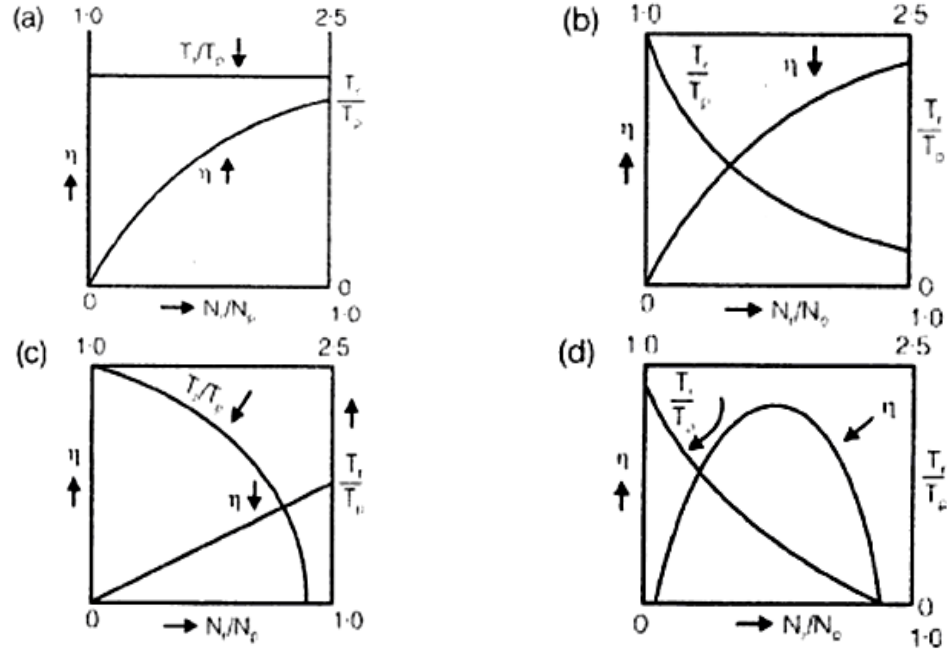 (a)
1·0 2·5
Tᵣ/Tₚ ↓
Tᵣ/Tₚ
η ↑
η ↑
0 0
→ Nᵣ/Nₚ 1·0
(b)
1·0 2·5
Tᵣ/Tₚ
η ↓
η ↑
Tᵣ/Tₚ
0 0
→ Nᵣ/Nₚ 1·0
(c)
1·0 2·5
Tᵣ/Tₚ
η ↑
η ↓
Tᵣ/Tₚ
0 → Nᵣ/Nₚ 1·0
(d)
1·0 2·5
Tᵣ/Tₚ
η
η ↑
Tᵣ/Tₚ
0 0
→ Nᵣ/Nₚ 1·0